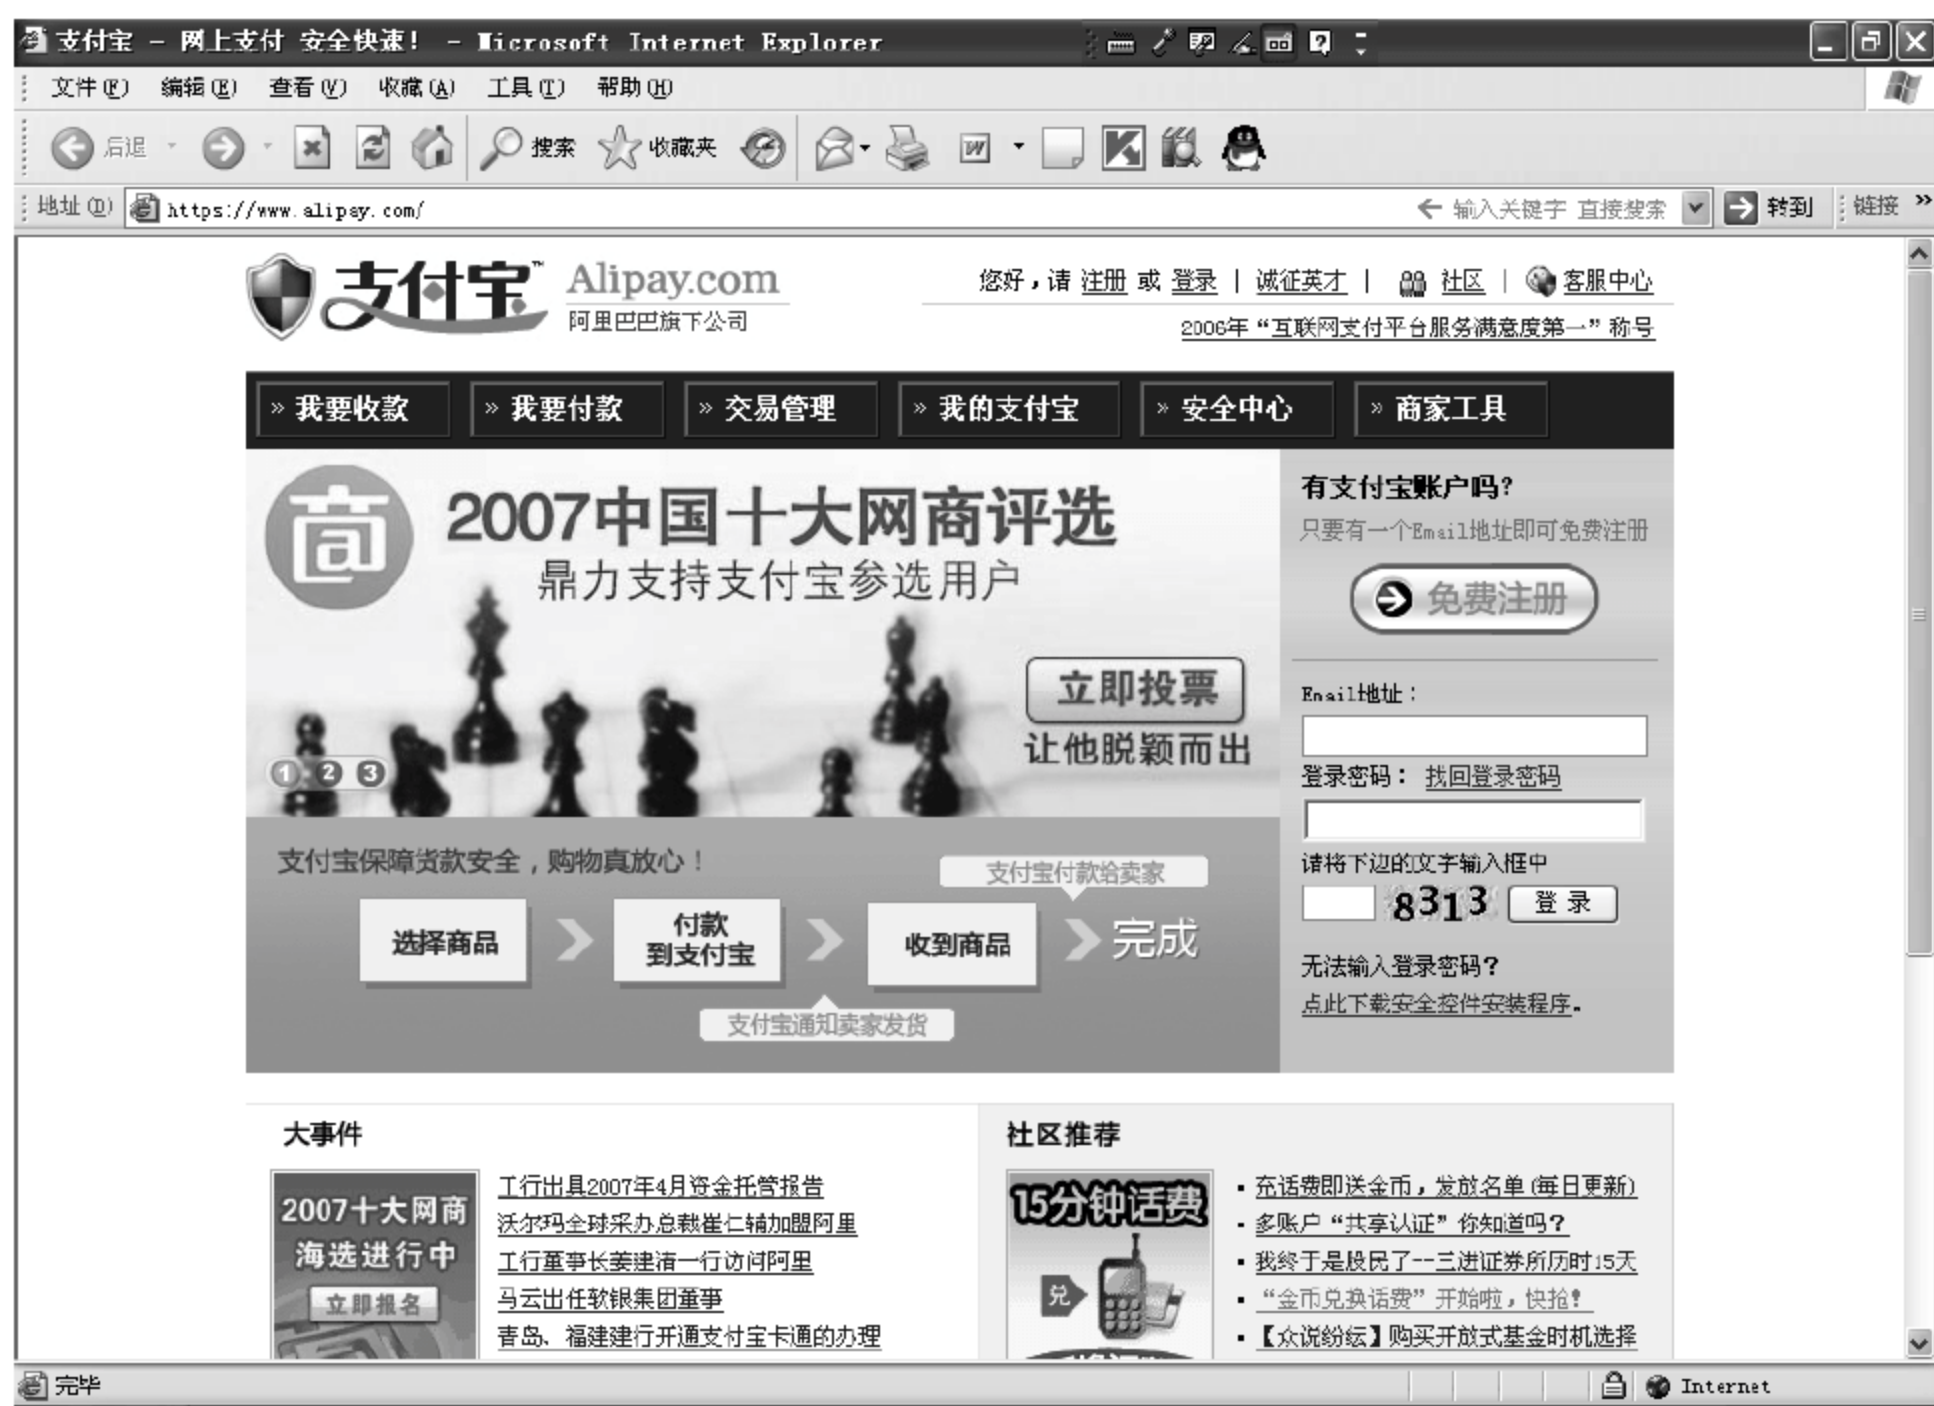 支付宝 - 网上支付 安全快速! - Microsoft Internet Explorer
文件(F) 编辑(E) 查看(V) 收藏(A) 工具(T) 帮助(H)
后退 搜索 收藏夹
地址(D) https://www.alipay.com/ 输入关键字 直接搜索 转到 链接 »
支付宝™ Alipay.com
阿里巴巴旗下公司
您好，请 注册 或 登录 | 诚征英才 | 社区 | 客服中心
2006年“互联网支付平台服务满意度第一”称号
» 我要收款 » 我要付款 » 交易管理 » 我的支付宝 » 安全中心 » 商家工具
2007中国十大网商评选
鼎力支持支付宝参选用户
立即投票
让他脱颖而出
1 2 3
有支付宝账户吗?
只要有一个Email地址即可免费注册
免费注册
Email地址：
登录密码： 找回登录密码
请将下边的文字输入框中
8313 登 录
无法输入登录密码?
点此下载安全控件安装程序。
支付宝保障货款安全，购物真放心！
支付宝付款给卖家
选择商品
付款
到支付宝
收到商品
完成
支付宝通知卖家发货
大事件
2007十大网商
海选进行中
立即报名
工行出具2007年4月资金托管报告
沃尔玛全球采办总裁崔仁辅加盟阿里
工行董事长姜建清一行访问阿里
马云出任软银集团董事
青岛、福建建行开通支付宝卡通的办理
社区推荐
15分钟话费
兑
▪ 充话费即送金币，发放名单(每日更新)
▪ 多账户“共享认证”你知道吗?
▪ 我终于是股民了--三进证券所历时15天
▪ “金币兑换话费”开始啦，快抢!
▪ 【众说纷纭】购买开放式基金时机选择
完毕 Internet